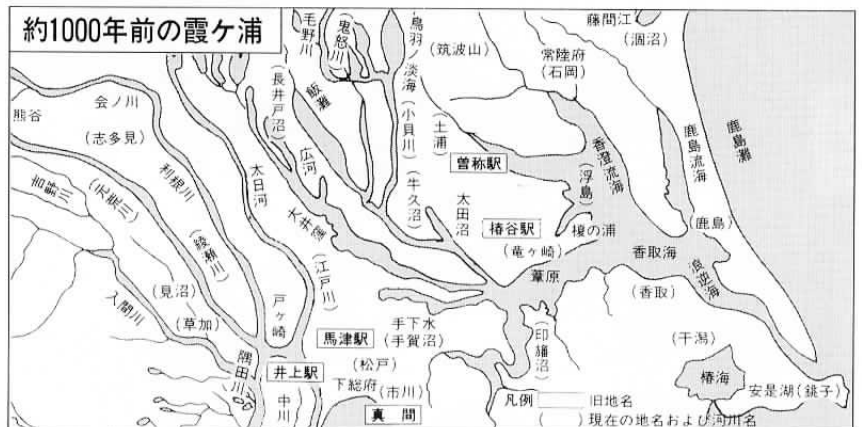 約1000年前の霞ケ浦
熊谷
会ノ川
(志多見)
吉野川
(元荒川)
(綾瀬川)
入間川
(見沼)
(草加)
隅田川
太日河
(長井戸沼)
毛野川
鬼怒川
飯灘
広河
大井窪
(江戸川)
戸ヶ崎
井上駅
中川
馬津駅
(松戸)
下総府(市川)
真間
手下水
(手賀沼)
鳥羽ノ淡海
(小貝川)
(牛久沼)
(筑波山)
(土浦)
曽称駅
太田沼
椿谷駅
(竜ヶ崎)
葦原
常陸府
(石岡)
藤間江
(涸沼)
香澄流海
(浮島)
榎の浦
鹿島流海
鹿島灘
(鹿島)
香取海
浪逆海
(香取)
(印旛沼)
(干潟)
椿海
安是湖(銚子)
凡例 旧地名
( )現在の地名および河川名